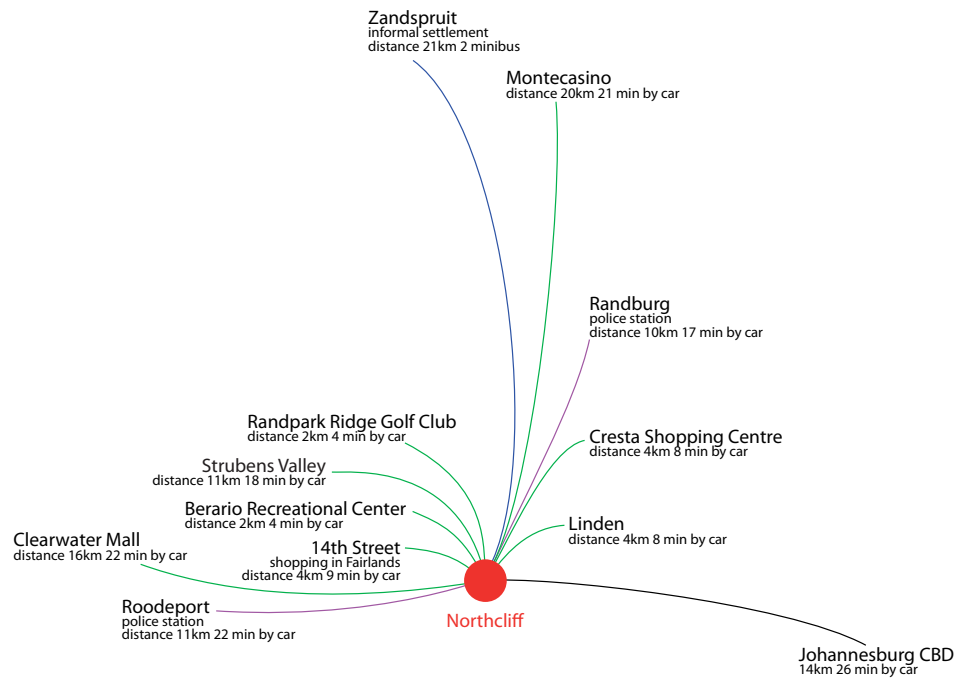 Zandspruit
informal settlement
distance 21km 2 minibus
Montecasino
distance 20km 21 min by car
Randburg
police station
distance 10km 17 min by car
Randpark Ridge Golf Club
distance 2km 4 min by car
Cresta Shopping Centre
distance 4km 8 min by car
Strubens Valley
distance 11km 18 min by car
Berario Recreational Center
distance 2km 4 min by car
Linden
distance 4km 8 min by car
Clearwater Mall
distance 16km 22 min by car
14th Street
shopping in Fairlands
distance 4km 9 min by car
Roodeport
police station
distance 11km 22 min by car
Northcliff
Johannesburg CBD
14km 26 min by car